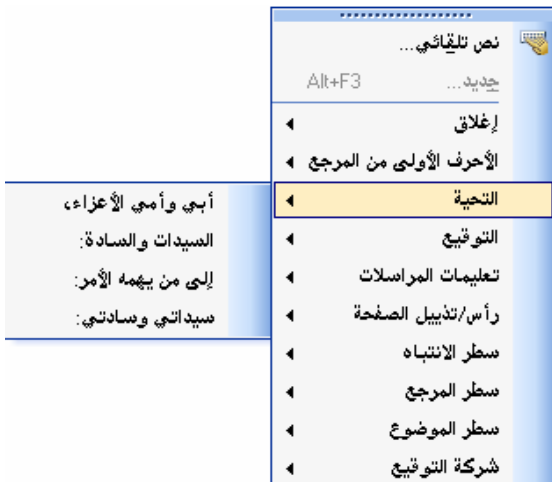 نص تلقائي...
جديد... Alt+F3
إغلاق
الأحرف الأولى من المرجع
التحية
التوقيع
تعليمات المراسلات
رأس/تذييل الصفحة
سطر الانتباه
سطر المرجع
سطر الموضوع
شركة التوقيع
أبي وأمي الأعزاء،
السيدات والسادة:
إلى من يهمه الأمر:
سيداتي وسادتي: